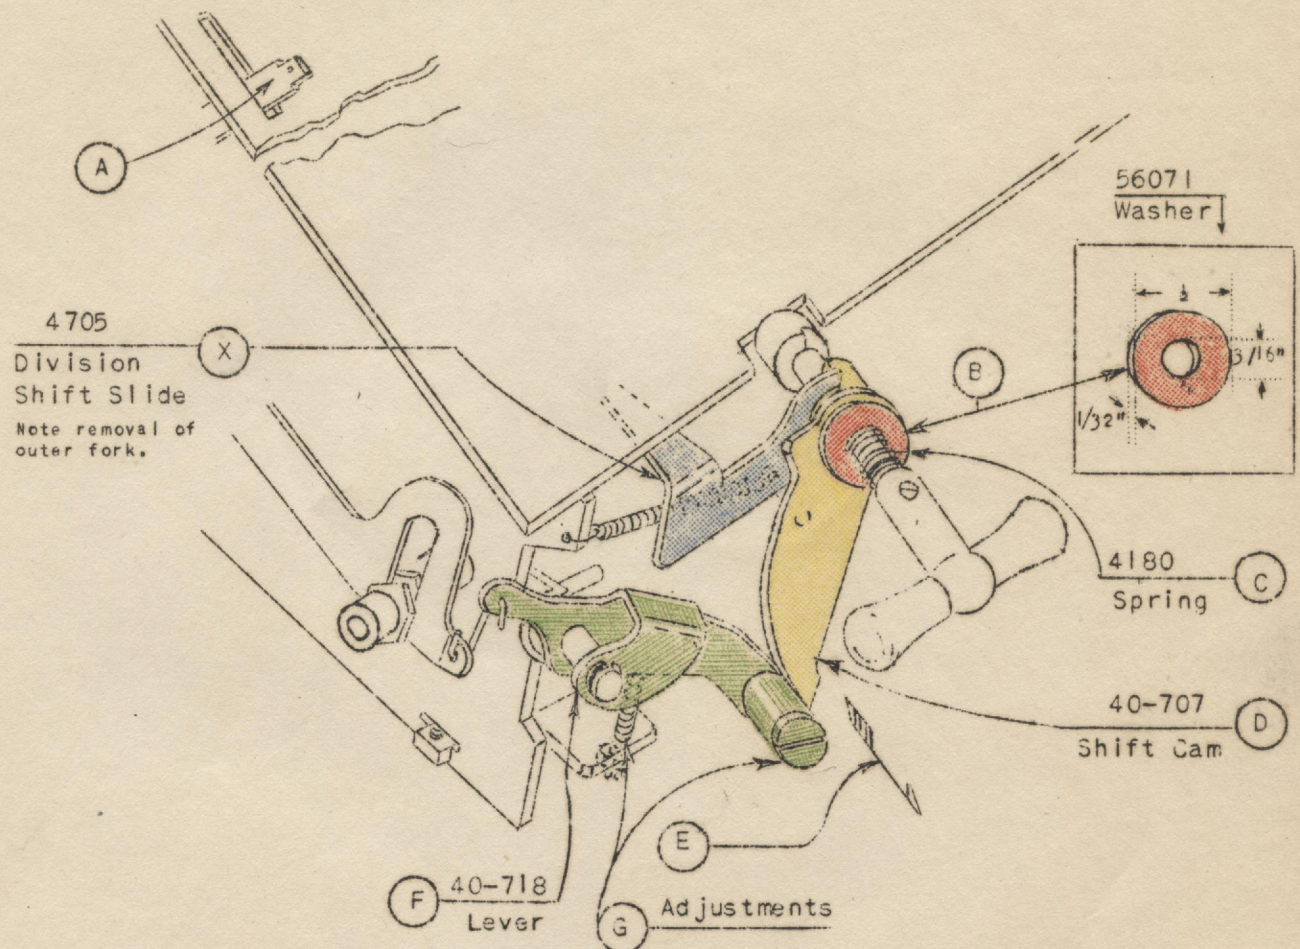 A
56071
Washer
1/2
3/16"
1/32"
B
4705
X
Division
Shift Slide
Note removal of
outer fork.
4180
C
Spring
40-707
D
Shift Cam
E
F
40-718
Lever
G
Adjustments